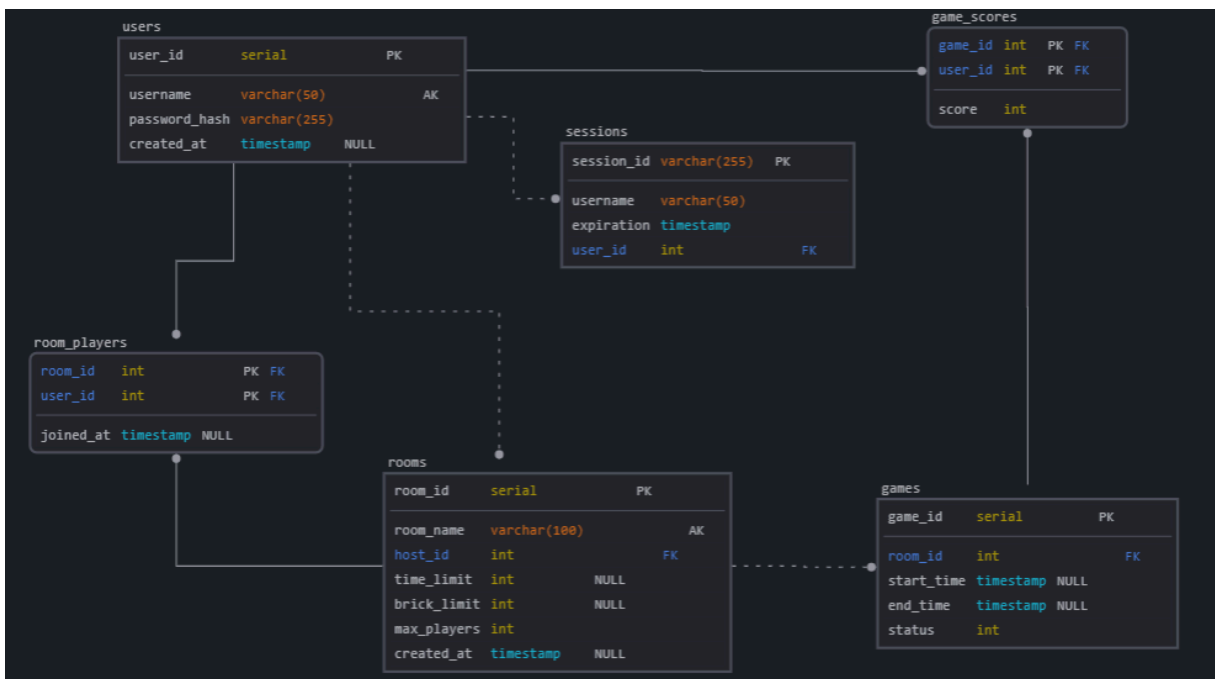 users
user_id serial PK
username varchar(50) AK
password_hash varchar(255)
created_at timestamp NULL
game_scores
game_id int PK FK
user_id int PK FK
score int
sessions
session_id varchar(255) PK
username varchar(50)
expiration timestamp
user_id int FK
room_players
room_id int PK FK
user_id int PK FK
joined_at timestamp NULL
rooms
room_id serial PK
room_name varchar(100) AK
host_id int FK
time_limit int NULL
brick_limit int NULL
max_players int
created_at timestamp NULL
games
game_id serial PK
room_id int FK
start_time timestamp NULL
end_time timestamp NULL
status int